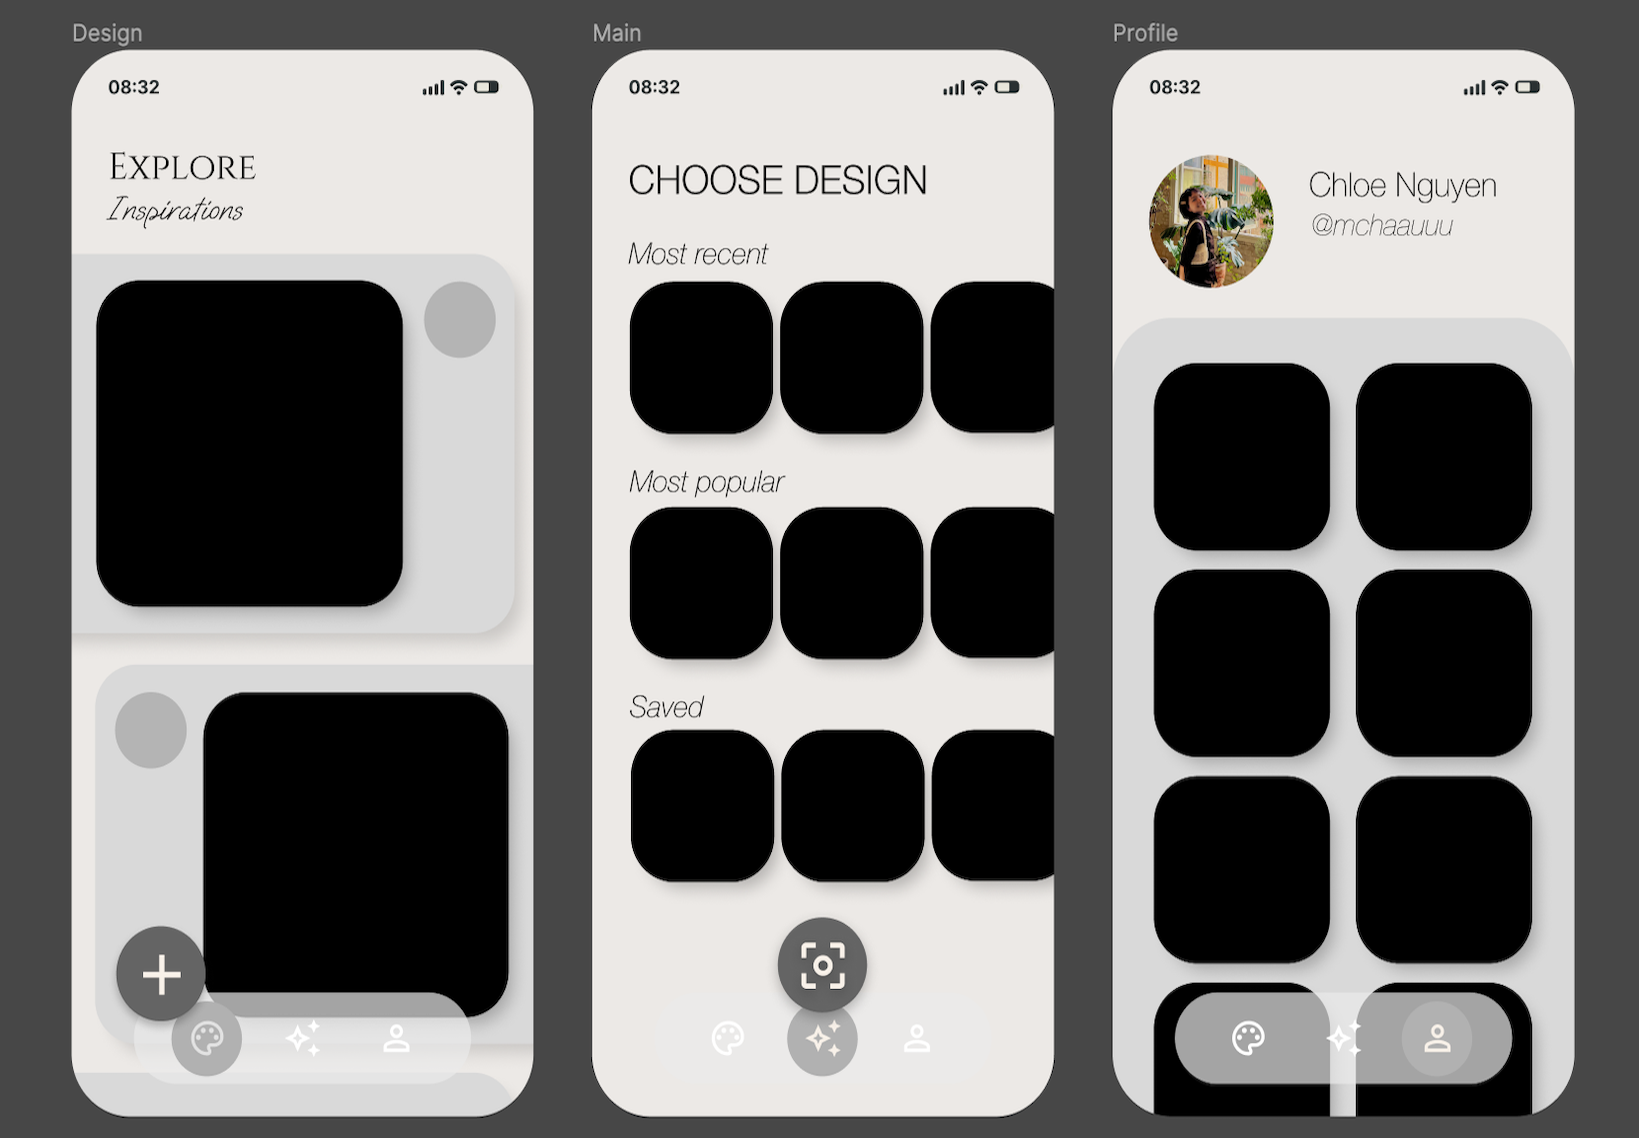 Design
08:32
EXPLORE
Inspirations
Main
08:32
CHOOSE DESIGN
Most recent
Most popular
Saved
Profile
08:32
Chloe Nguyen
@mchaauuu